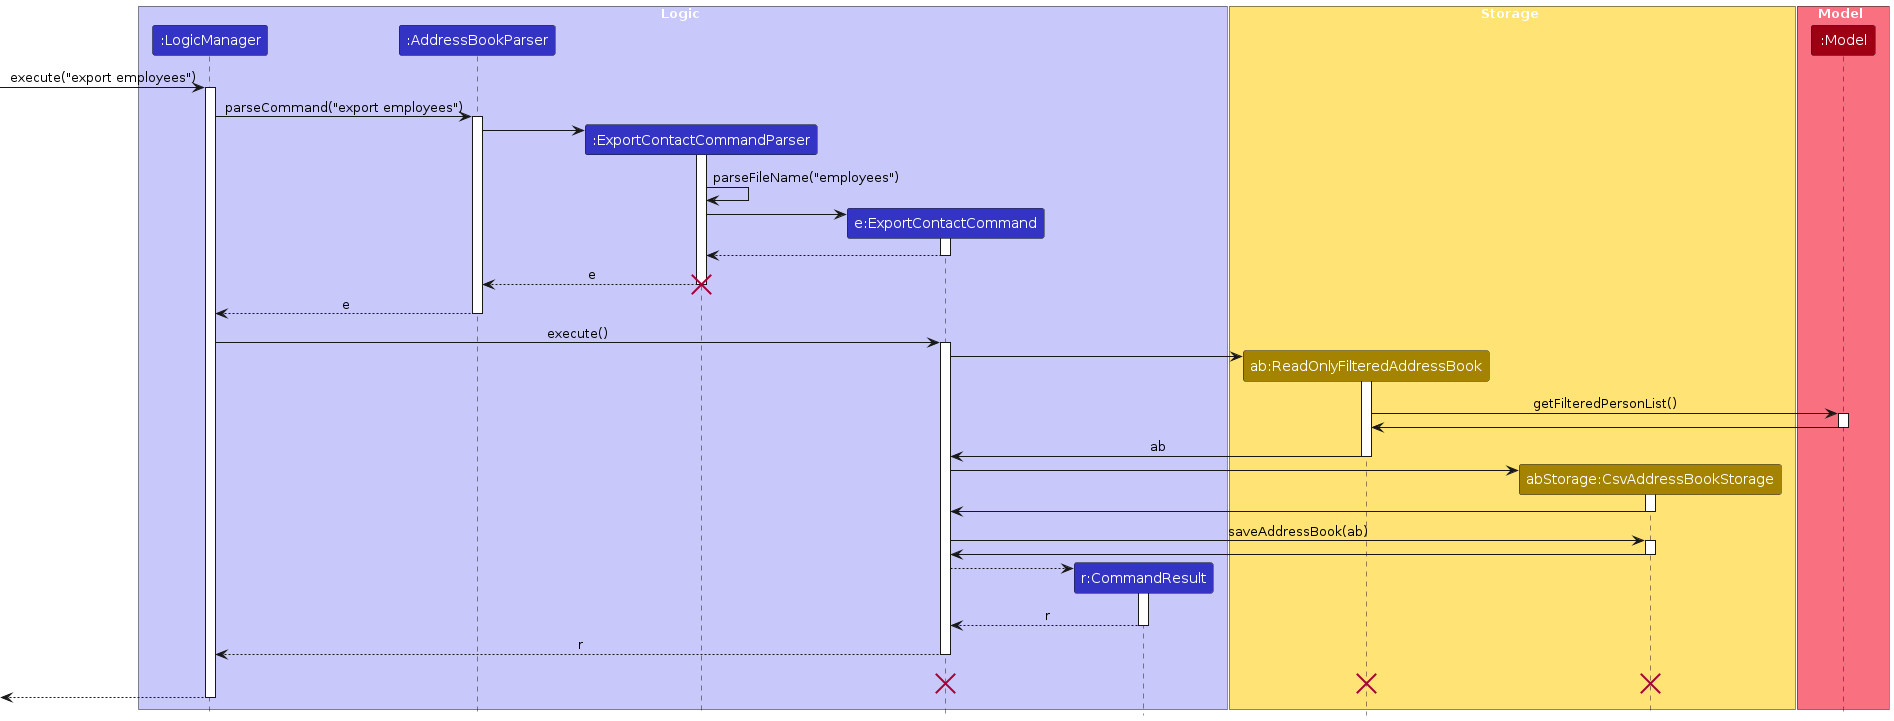 Logic
Storage
Model
:LogicManager
:AddressBookParser
:Model
execute("export employees")
parseCommand("export employees")
:ExportContactCommandParser
parseFileName("employees")
e:ExportContactCommand
e
e
execute()
ab:ReadOnlyFilteredAddressBook
getFilteredPersonList()
ab
abStorage:CsvAddressBookStorage
saveAddressBook(ab)
r:CommandResult
r
r